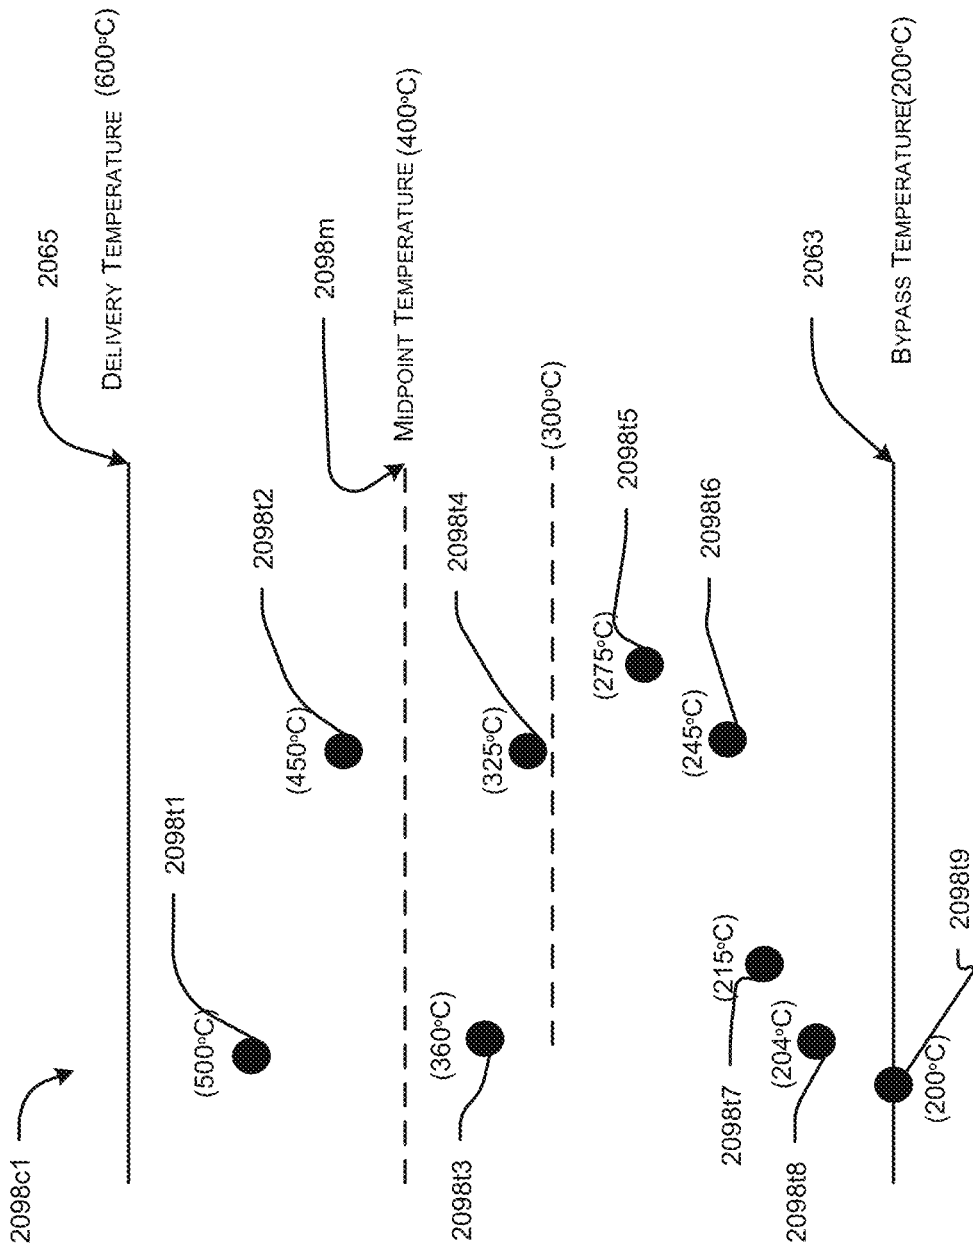 2098c1
2065
DELIVERY TEMPERATURE (600°C)
2098t1
(500°C)
2098t2
(450°C)
2098m
MIDPOINT TEMPERATURE (400°C)
2098t3
(360°C)
2098t4
(325°C)
(300°C)
2098t5
(275°C)
2098t6
(245°C)
2098t7
(215°C)
2098t8
(204°C)
2063
BYPASS TEMPERATURE(200°C)
(200°C)
2098t9